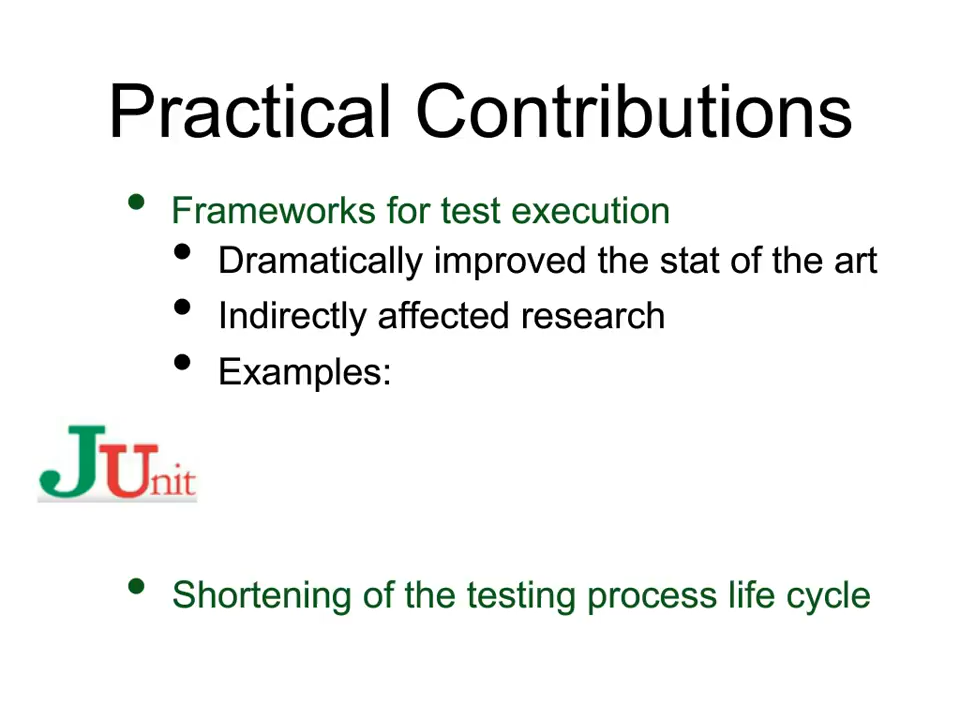 Practical Contributions
• Frameworks for test execution
• Dramatically improved the stat of the art
• Indirectly affected research
• Examples:
JUnit
• Shortening of the testing process life cycle